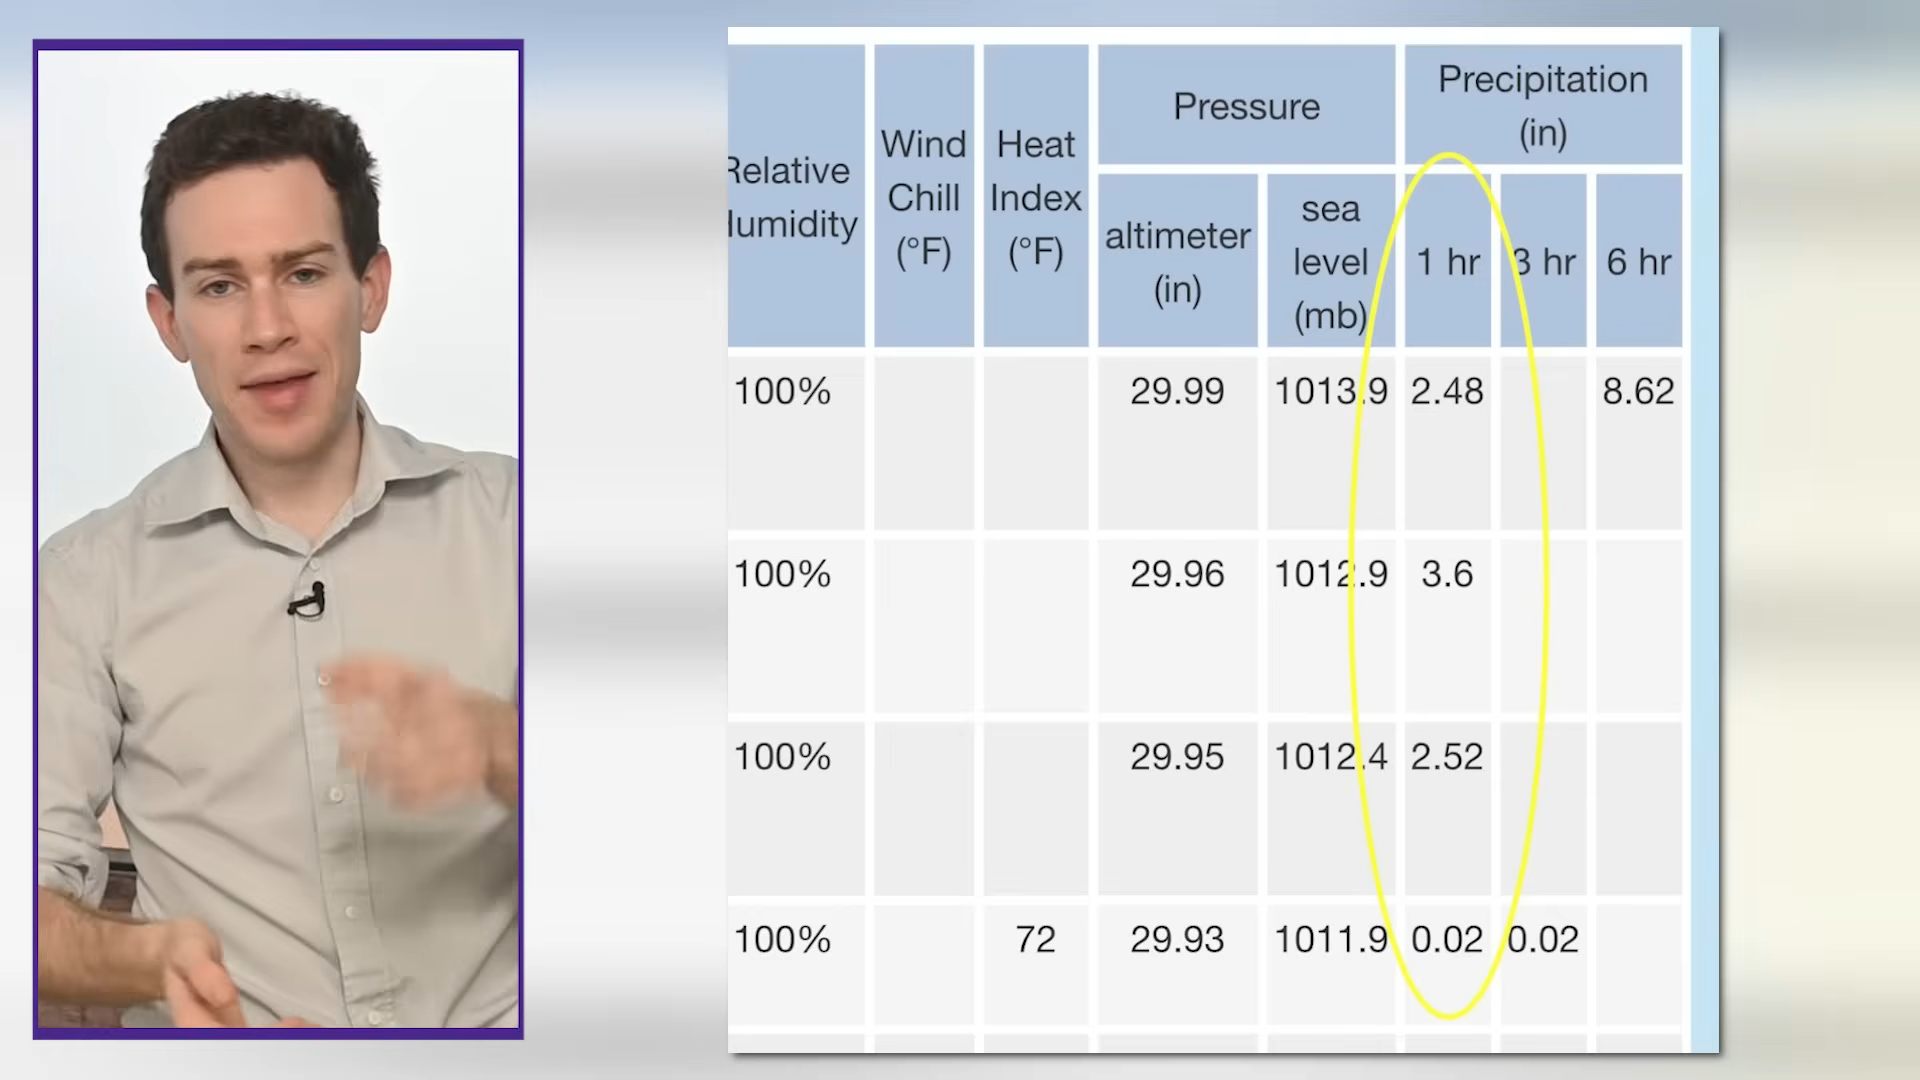 Relative
Humidity
Wind
Chill
(°F)
Heat
Index
(°F)
Pressure
altimeter
(in)
sea
level
(mb)
Precipitation
(in)
1 hr
3 hr
6 hr
100% 29.99 1013.9 2.48 8.62
100% 29.96 1012.9 3.6
100% 29.95 1012.4 2.52
100% 72 29.93 1011.9 0.02 0.02